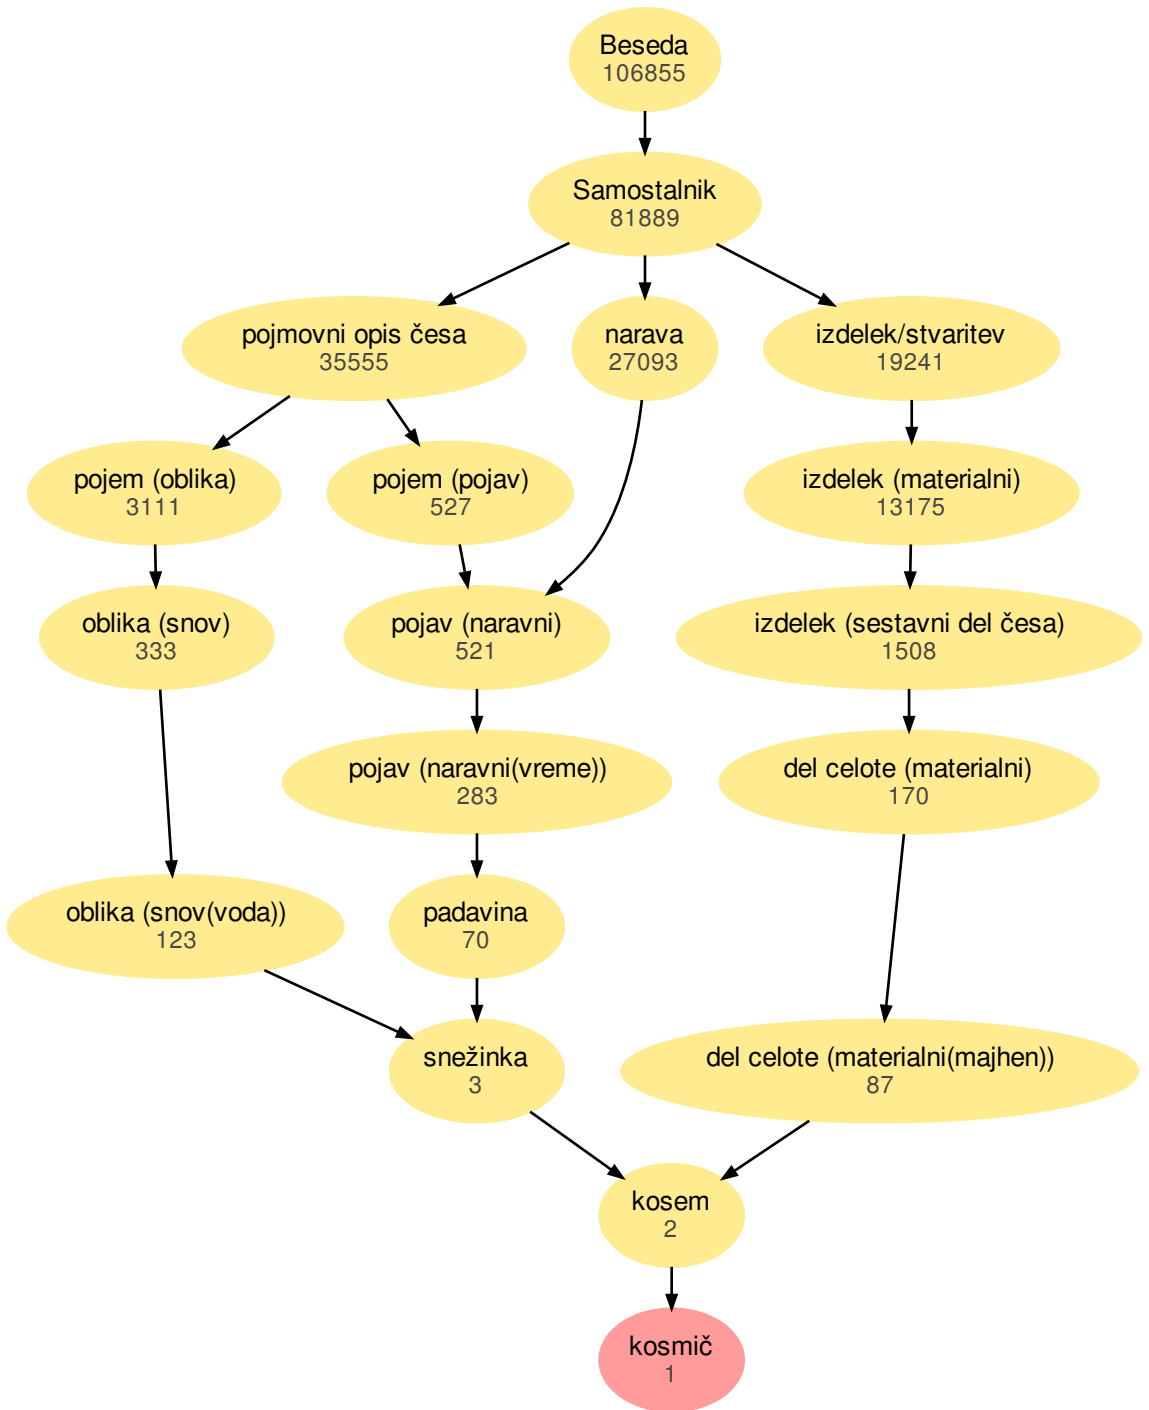 Beseda
106855
Samostalnik
81889
pojmovni opis česa
35555
narava
27093
izdelek/stvaritev
19241
pojem (oblika)
3111
pojem (pojav)
527
izdelek (materialni)
13175
oblika (snov)
333
pojav (naravni)
521
izdelek (sestavni del česa)
1508
pojav (naravni(vreme))
283
del celote (materialni)
170
oblika (snov(voda))
123
padavina
70
snežinka
3
del celote (materialni(majhen))
87
kosem
2
kosmič
1